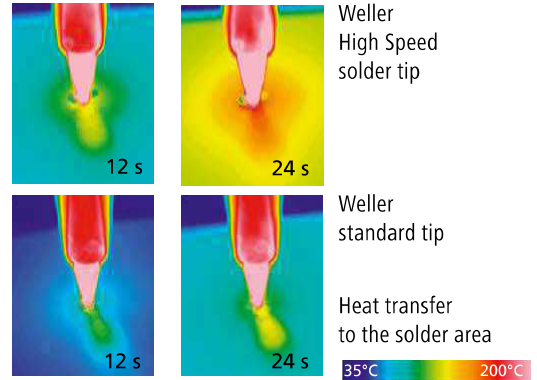 Weller
High Speed
solder tip
12 s
24 s
Weller
standard tip
Heat transfer
to the solder area
12 s
24 s
35°C
200°C